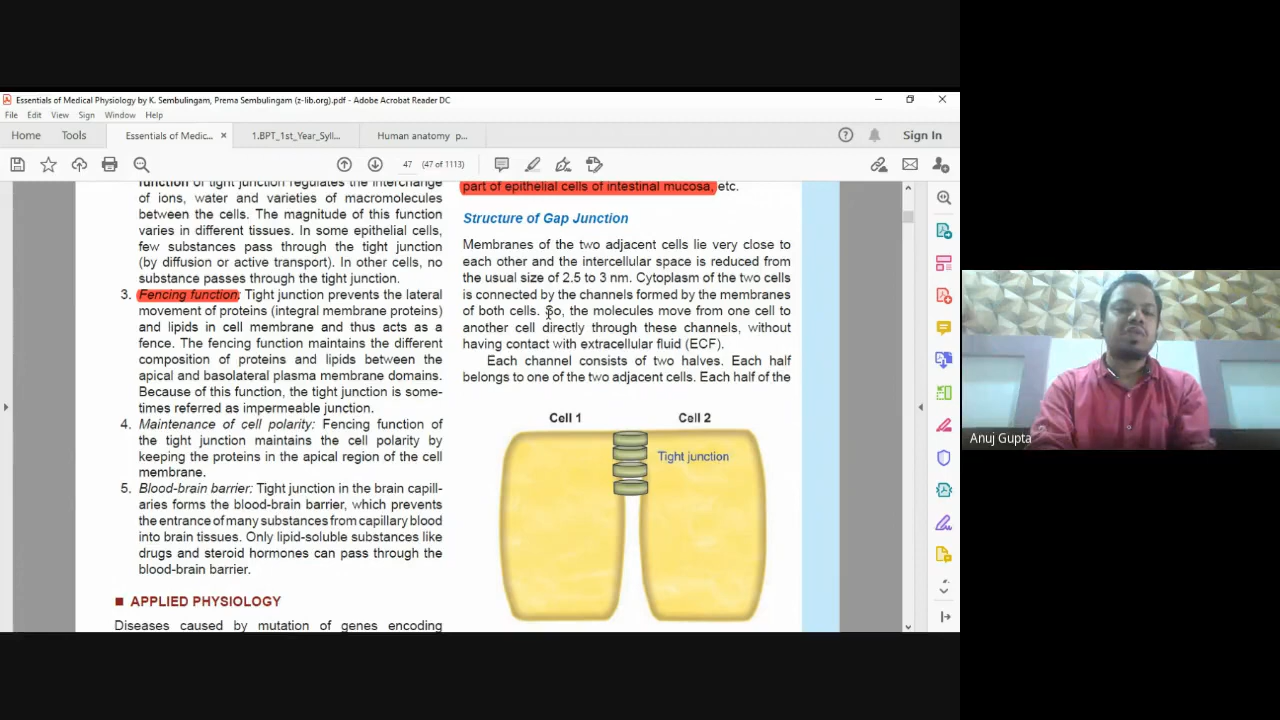 Essentials of Medical Physiology by K. Sembulingam, Prema Sembulingam (z-lib.org).pdf - Adobe Acrobat Reader DC
File Edit View Sign Window Help
Home Tools Essentials of Medic... × 1.BPT_1st_Year_Syll... Human anatomy p... Sign In
47 (47 of 1113)
function of tight junction regulates the interchange
of ions, water and varieties of macromolecules
between the cells. The magnitude of this function
varies in different tissues. In some epithelial cells,
few substances pass through the tight junction
(by diffusion or active transport). In other cells, no
substance passes through the tight junction.
3. Fencing function: Tight junction prevents the lateral
movement of proteins (integral membrane proteins)
and lipids in cell membrane and thus acts as a
fence. The fencing function maintains the different
composition of proteins and lipids between the
apical and basolateral plasma membrane domains.
Because of this function, the tight junction is some-
times referred as impermeable junction.
4. Maintenance of cell polarity: Fencing function of
the tight junction maintains the cell polarity by
keeping the proteins in the apical region of the cell
membrane.
5. Blood-brain barrier: Tight junction in the brain capill-
aries forms the blood-brain barrier, which prevents
the entrance of many substances from capillary blood
into brain tissues. Only lipid-soluble substances like
drugs and steroid hormones can pass through the
blood-brain barrier.
■ APPLIED PHYSIOLOGY
Diseases caused by mutation of genes encoding
part of epithelial cells of intestinal mucosa, etc.
Structure of Gap Junction
Membranes of the two adjacent cells lie very close to
each other and the intercellular space is reduced from
the usual size of 2.5 to 3 nm. Cytoplasm of the two cells
is connected by the channels formed by the membranes
of both cells. So, the molecules move from one cell to
another cell directly through these channels, without
having contact with extracellular fluid (ECF).
Each channel consists of two halves. Each half
belongs to one of the two adjacent cells. Each half of the
Cell 1 Cell 2
Tight junction
Anuj Gupta